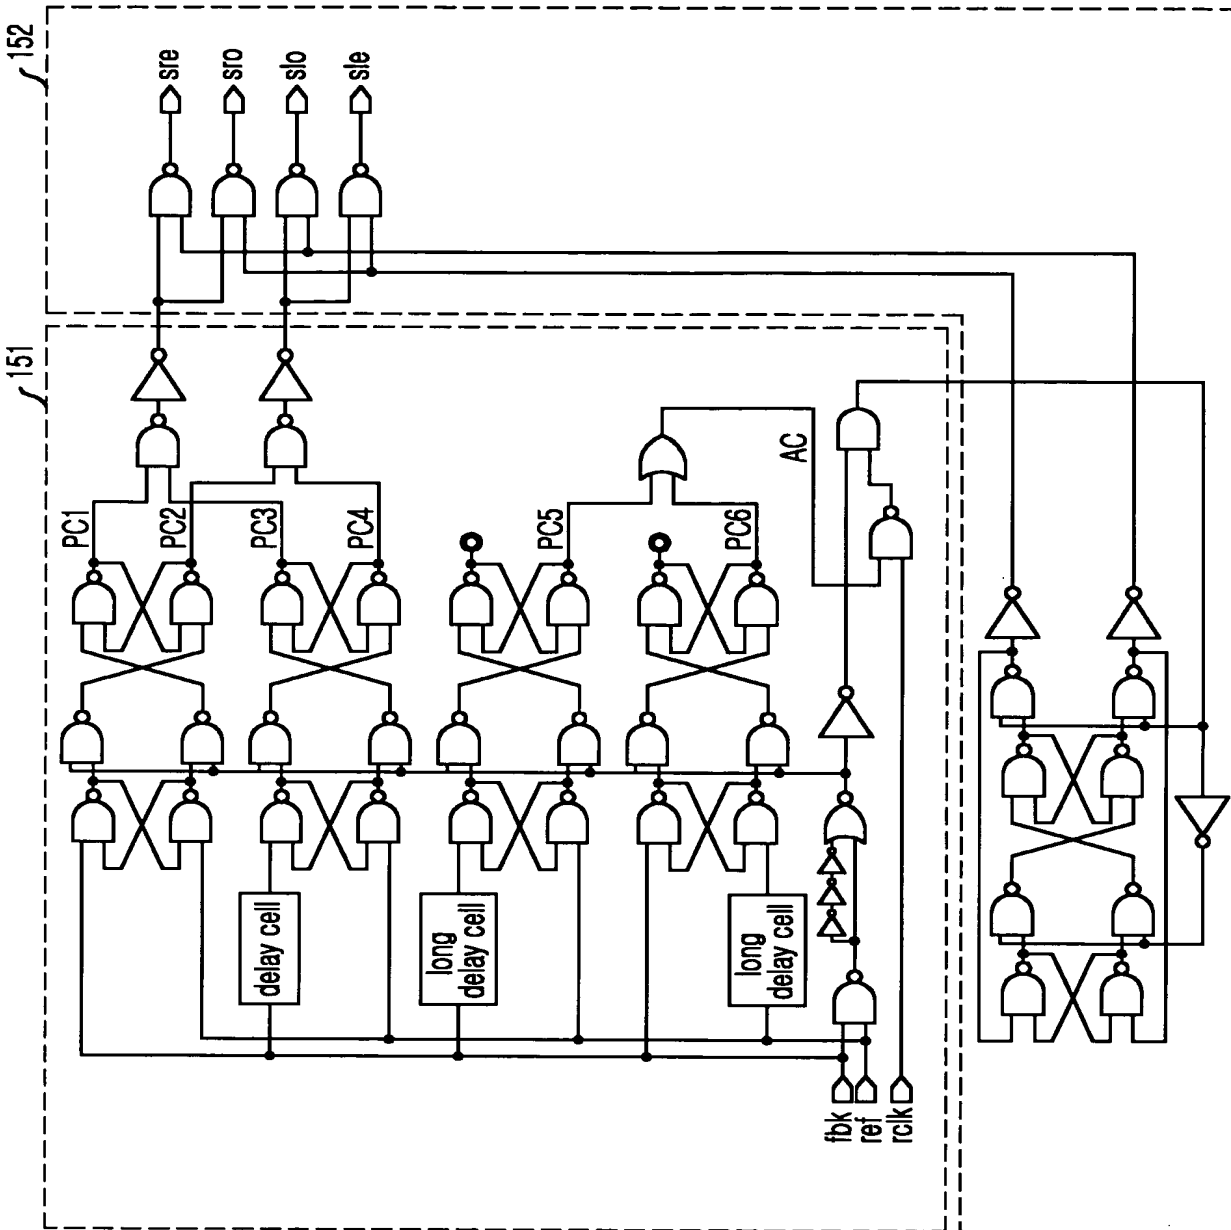 152
sre
sro
slo
sle
151
PC1
PC2
PC3
PC4
PC5
PC6
AC
delay cell
long
delay cell
long
delay cell
fbk
ref
rclk